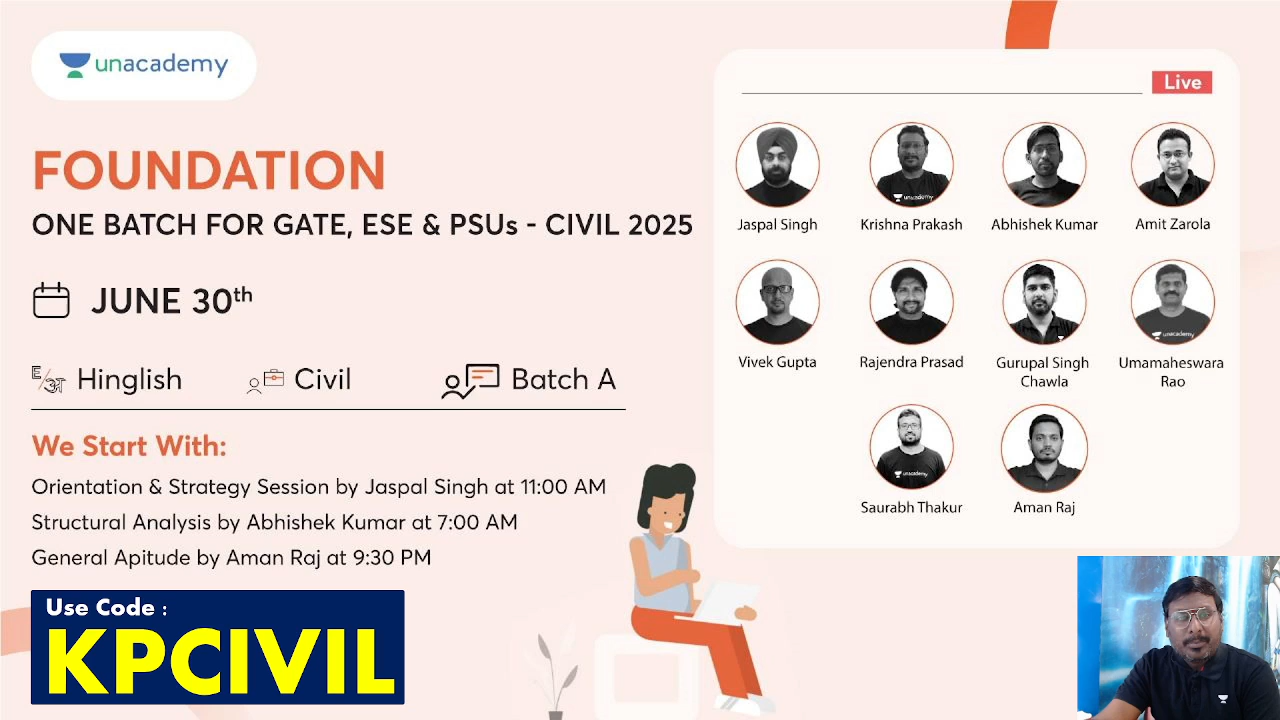 unacademy
FOUNDATION
ONE BATCH FOR GATE, ESE & PSUs - CIVIL 2025
JUNE 30th
E/अ Hinglish
Civil
Batch A
We Start With:
Orientation & Strategy Session by Jaspal Singh at 11:00 AM
Structural Analysis by Abhishek Kumar at 7:00 AM
General Apitude by Aman Raj at 9:30 PM
Use Code :
KPCIVIL
Live
Jaspal Singh
unacademy
Krishna Prakash
Abhishek Kumar
Amit Zarola
Vivek Gupta
Rajendra Prasad
Gurupal Singh
Chawla
unacademy
Umamaheswara
Rao
unacademy
Saurabh Thakur
Aman Raj